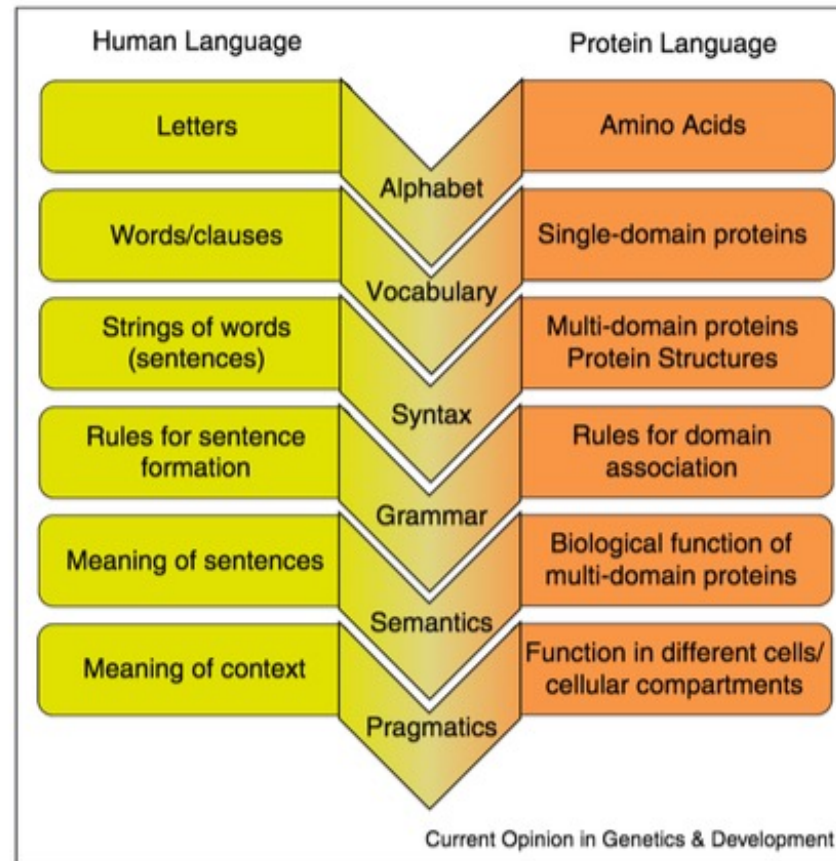 Human Language
Protein Language
Letters
Alphabet
Amino Acids
Words/clauses
Vocabulary
Single-domain proteins
Strings of words
(sentences)
Syntax
Multi-domain proteins
Protein Structures
Rules for sentence
formation
Grammar
Rules for domain
association
Meaning of sentences
Semantics
Biological function of
multi-domain proteins
Meaning of context
Pragmatics
Function in different cells/
cellular compartments
Current Opinion in Genetics & Development